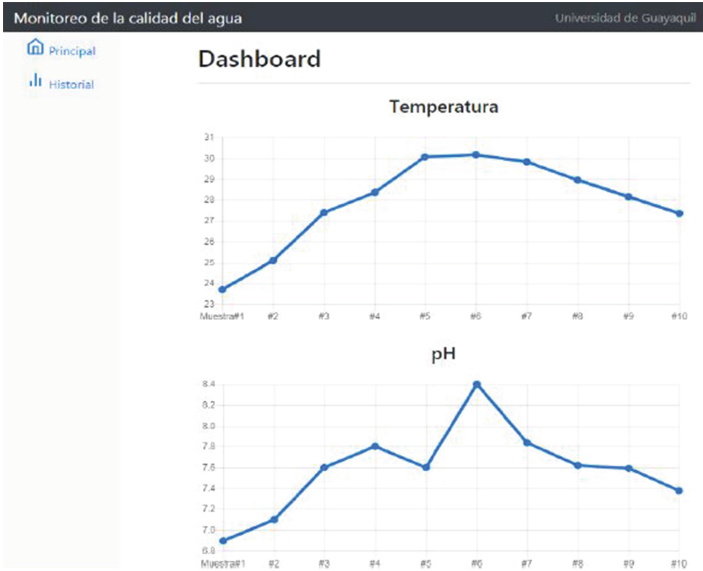 Monitoreo de la calidad del agua
Universidad de Guayaquil
Principal
Historial
Dashboard
Temperatura
31
30
29
28
27
26
25
24
23
Muestra#1 #2 #3 #4 #5 #6 #7 #8 #9 #10
pH
8.4
8.2
8.0
7.8
7.6
7.4
7.2
7.0
6.8
Muestra#1 #2 #3 #4 #5 #6 #7 #8 #9 #10